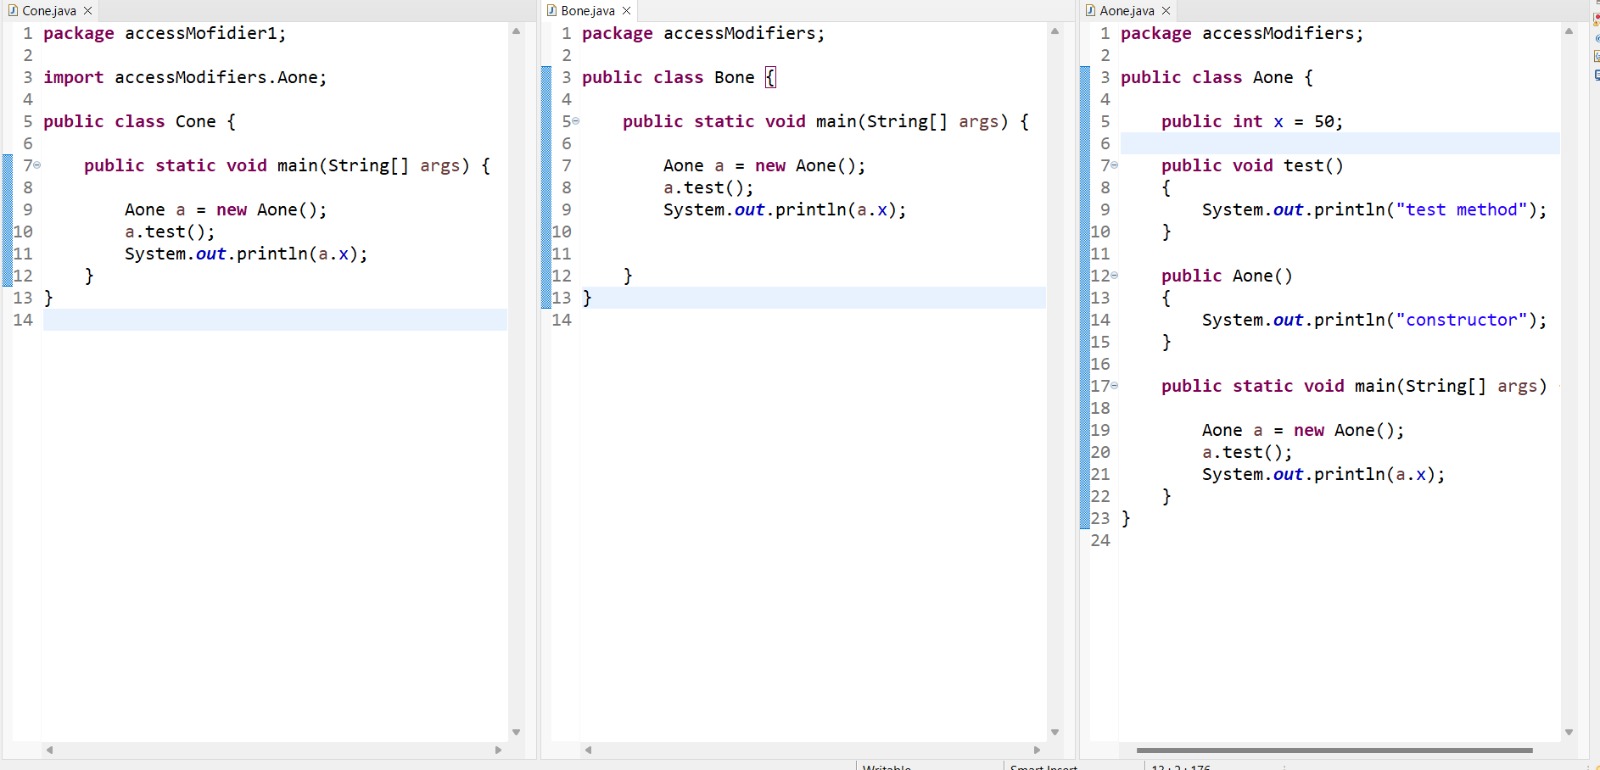 Cone.java
1 package accessMofidier1;
2
3 import accessModifiers.Aone;
4
5 public class Cone {
6
7 public static void main(String[] args) {
8
9 Aone a = new Aone();
10 a.test();
11 System.out.println(a.x);
12 }
13 }
14
Bone.java
1 package accessModifiers;
2
3 public class Bone {
4
5 public static void main(String[] args) {
6
7 Aone a = new Aone();
8 a.test();
9 System.out.println(a.x);
10
11
12 }
13 }
14
Aone.java
1 package accessModifiers;
2
3 public class Aone {
4
5 public int x = 50;
6
7 public void test()
8 {
9 System.out.println("test method");
10 }
11
12 public Aone()
13 {
14 System.out.println("constructor");
15 }
16
17 public static void main(String[] args)
18
19 Aone a = new Aone();
20 a.test();
21 System.out.println(a.x);
22 }
23 }
24
Writable
Smart Insert
13 : 2 : 176